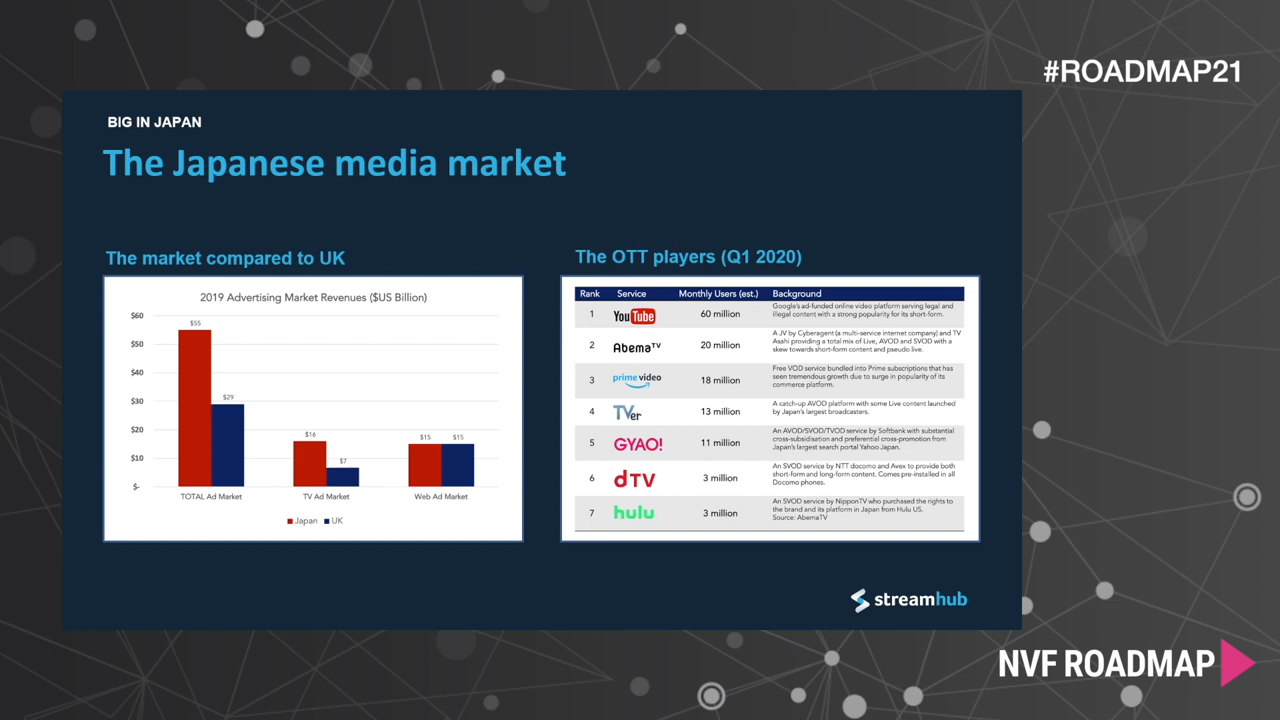 #ROADMAP21
BIG IN JAPAN
The Japanese media market
The market compared to UK
2019 Advertising Market Revenues ($US Billion)
$60
$50
$40
$30
$20
$10
$-
$55
$29
$16
$7
$15
$15
TOTAL Ad Market
TV Ad Market
Web Ad Market
Japan
UK
The OTT players (Q1 2020)
Rank Service Monthly Users (est.) Background
1 YouTube 60 million
Google's ad-funded online video platform serving legal and
illegal content with a strong popularity for its short-form.
2 AbemaTV 20 million
A JV by Cyberagent (a multi-service internet company) and TV
Asahi providing a total mix of Live, AVOD and SVOD with a
skew towards short-form content and pseudo live.
3 prime video 18 million
Free VOD service bundled into Prime subscriptions that has
seen tremendous growth due to surge in popularity of its
commerce platform.
4 TVer 13 million
A catch-up AVOD platform with some Live content launched
by Japan's largest broadcasters.
5 GYAO! 11 million
An AVOD/SVOD/TVOD service by Softbank with substantial
cross-subsidisation and preferential cross-promotion from
Japan's largest search portal Yahoo Japan.
6 dTV 3 million
An SVOD service by NTT docomo and Avex to provide both
short-form and long-form content. Comes pre-installed in all
Docomo phones.
7 hulu 3 million
An SVOD service by NipponTV who purchased the rights to
the brand and its platform in Japan from Hulu US.
Source: AbemaTV
streamhub
NVF ROADMAP